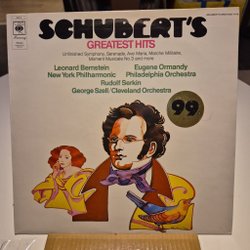 SCHUBERT'S
GREATEST HITS
Unfinished Symphony, Serenade, Ave Maria, Marche Militaire,
Moment Musicale No. 3 and more
Leonard Bernstein Eugene Ormandy
New York Philharmonic Philadelphia Orchestra
Rudolf Serkin
George Szell/Cleveland Orchestra
99